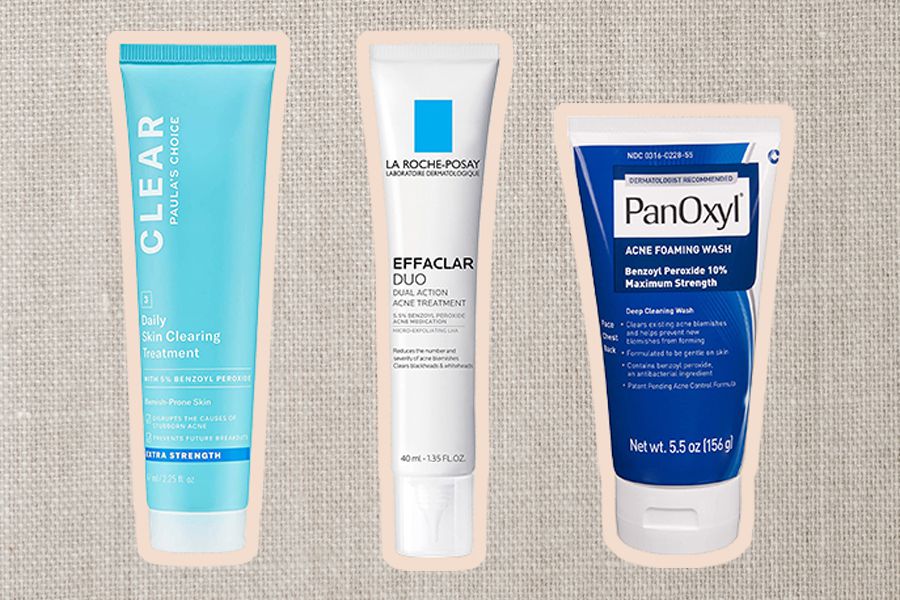 CLEAR
PAULA'S CHOICE
3
Daily
Skin Clearing
Treatment
WITH 5% BENZOYL PEROXIDE
Blemish-Prone Skin
DISRUPTS THE CAUSES OF
STUBBORN ACNE
PREVENTS FUTURE BREAKOUTS
EXTRA STRENGTH
2.25 fl. oz
LA ROCHE-POSAY
LABORATOIRE DERMATOLOGIQUE
EFFACLAR
DUO
DUAL ACTION
ACNE TREATMENT
5.5% BENZOYL PEROXIDE
ACNE MEDICATION
MICRO-EXFOLIATING LHA
Reduces the number and
severity of acne blemishes
Clears blackheads & whiteheads
40 ml - 1.35 FL.OZ.
NDC 0316-0228-55
DERMATOLOGIST RECOMMENDED
PanOxyl®
ACNE FOAMING WASH
Benzoyl Peroxide 10%
Maximum Strength
Deep Cleaning Wash
Face
Chest
Back
• Clears existing acne blemishes
and helps prevent new
blemishes from forming
• Formulated to be gentle on skin
• Contains benzoyl peroxide,
an antibacterial ingredient
• Patent Pending Acne Control Formula
Net wt. 5.5 oz (156 g)